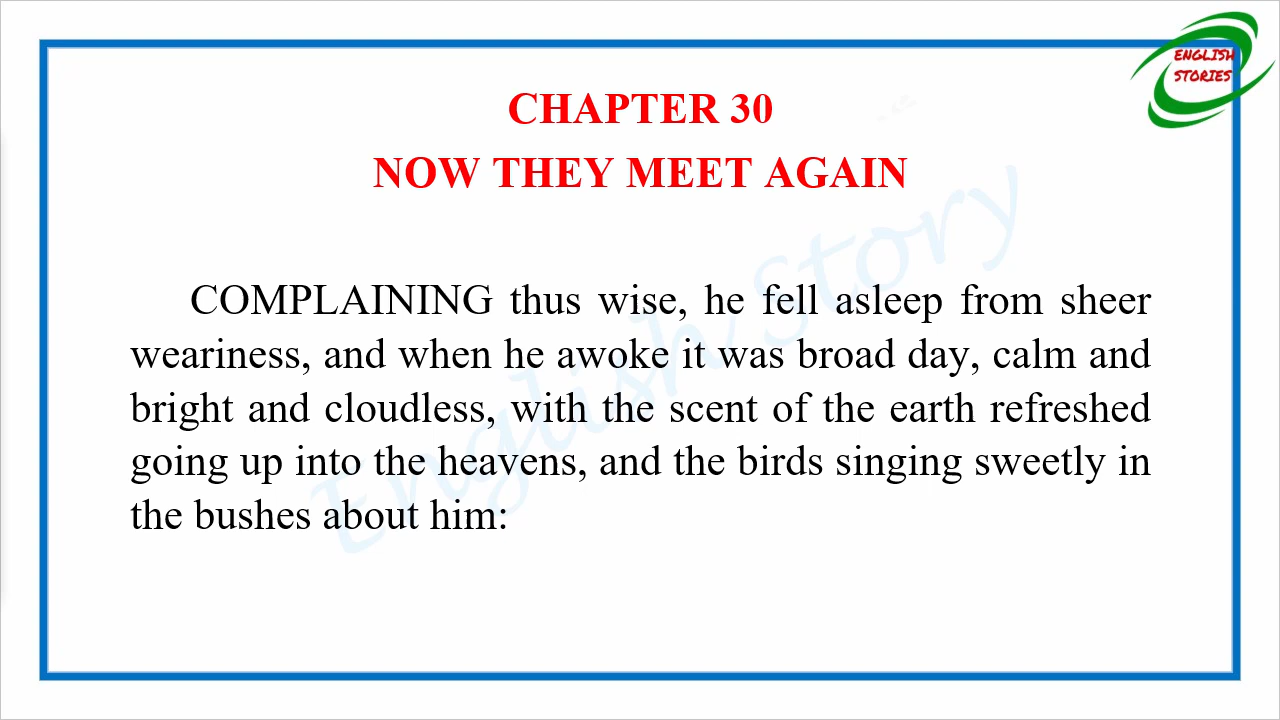 ENGLISH
STORIES
CHAPTER 30
NOW THEY MEET AGAIN
COMPLAINING thus wise, he fell asleep from sheer
weariness, and when he awoke it was broad day, calm and
bright and cloudless, with the scent of the earth refreshed
going up into the heavens, and the birds singing sweetly in
the bushes about him:
English Story